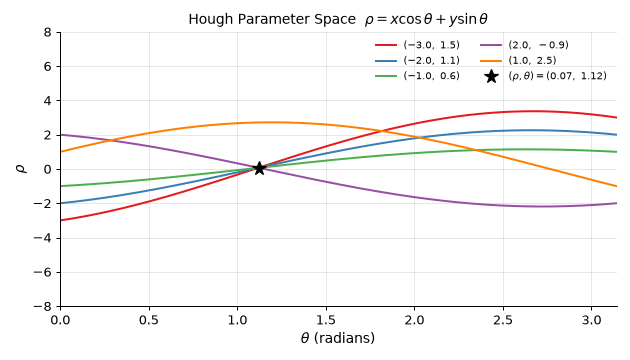 Hough Parameter Space ρ = x cos θ + y sin θ
(−3.0, 1.5)
(−2.0, 1.1)
(−1.0, 0.6)
(2.0, −0.9)
(1.0, 2.5)
(ρ, θ) = (0.07, 1.12)
8
6
4
2
0
−2
−4
−6
−8
ρ
0.0 0.5 1.0 1.5 2.0 2.5 3.0
θ (radians)